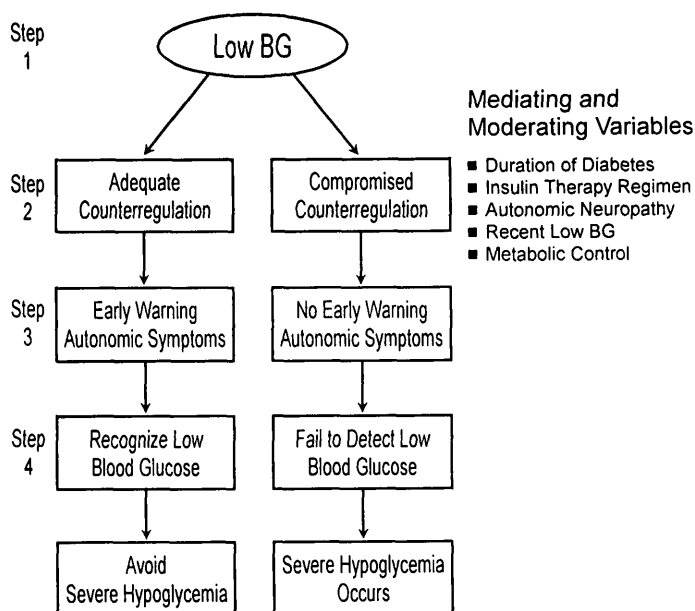 Step
1
Low BG
Mediating and
Moderating Variables
■ Duration of Diabetes
■ Insulin Therapy Regimen
■ Autonomic Neuropathy
■ Recent Low BG
■ Metabolic Control
Step
2
Adequate
Counterregulation
Compromised
Counterregulation
Step
3
Early Warning
Autonomic Symptoms
No Early Warning
Autonomic Symptoms
Step
4
Recognize Low
Blood Glucose
Fail to Detect Low
Blood Glucose
Avoid
Severe Hypoglycemia
Severe Hypoglycemia
Occurs